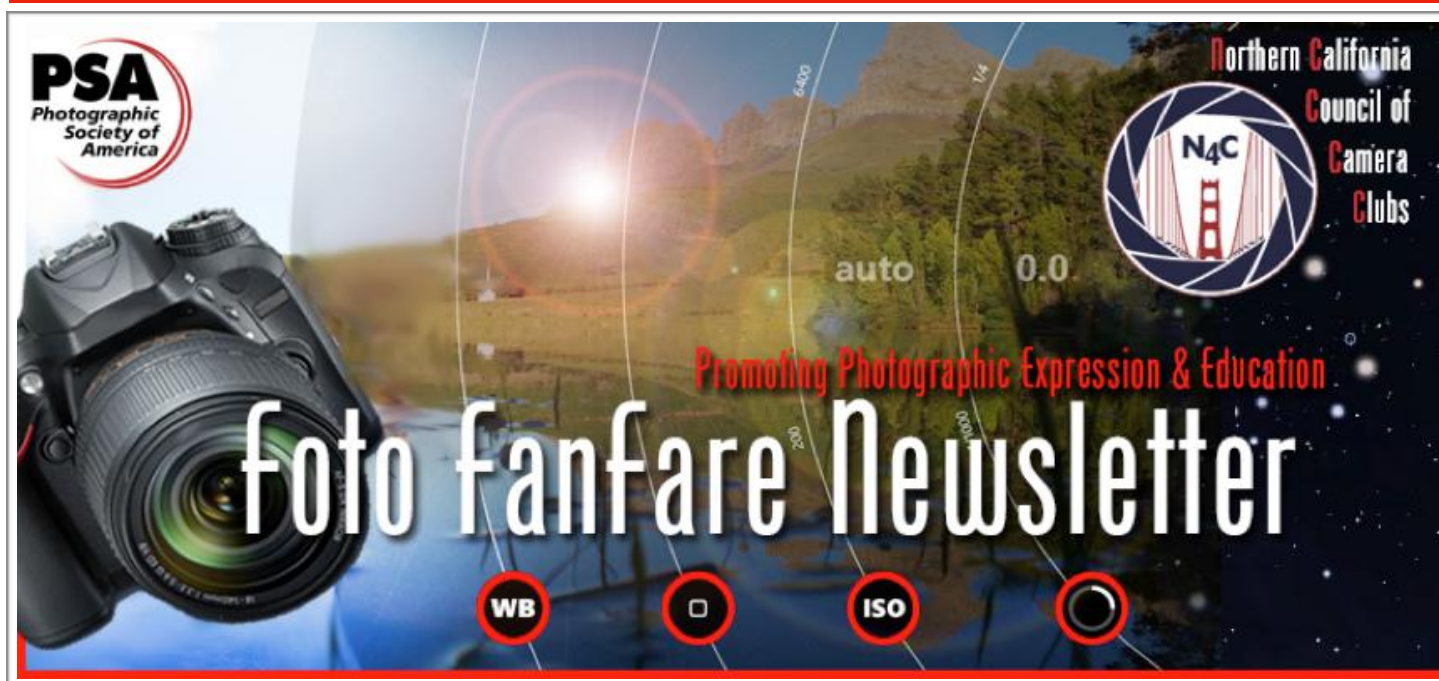 PSA
Photographic
Society of
America
Northern California
Council of
Camera
Clubs
N4C
6400
1/4
auto
0.0
Promoting Photographic Expression & Education
200
Foto Fanfare Newsletter
WB
ISO